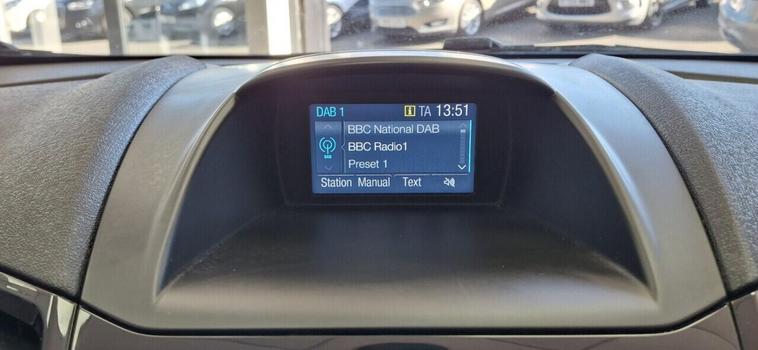 DAB 1 i TA 13:51
BBC National DAB
BBC Radio1
Preset 1
Station Manual Text